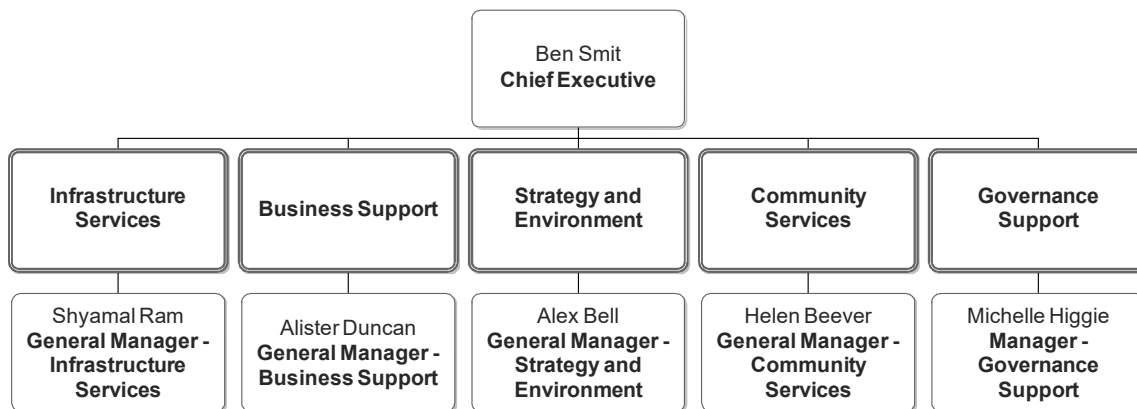 Ben Smit
Chief Executive
Infrastructure
Services
Business Support
Strategy and
Environment
Community
Services
Governance
Support
Shyamal Ram
General Manager -
Infrastructure
Services
Alister Duncan
General Manager -
Business Support
Alex Bell
General Manager -
Strategy and
Environment
Helen Beever
General Manager -
Community
Services
Michelle Higgie
Manager -
Governance
Support